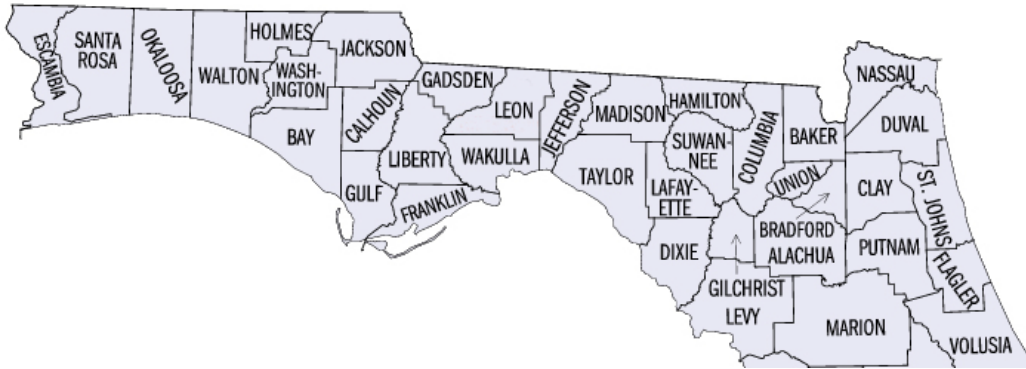 ESCAMBIA
SANTA
ROSA
OKALOOSA
WALTON
HOLMES
WASH-
INGTON
JACKSON
BAY
CALHOUN
GULF
GADSDEN
LIBERTY
FRANKLIN
LEON
WAKULLA
JEFFERSON
MADISON
TAYLOR
HAMILTON
SUWAN-
NEE
LAFAY-
ETTE
DIXIE
COLUMBIA
BAKER
UNION
BRADFORD
ALACHUA
GILCHRIST
LEVY
NASSAU
DUVAL
CLAY
ST. JOHNS
PUTNAM
FLAGLER
MARION
VOLUSIA